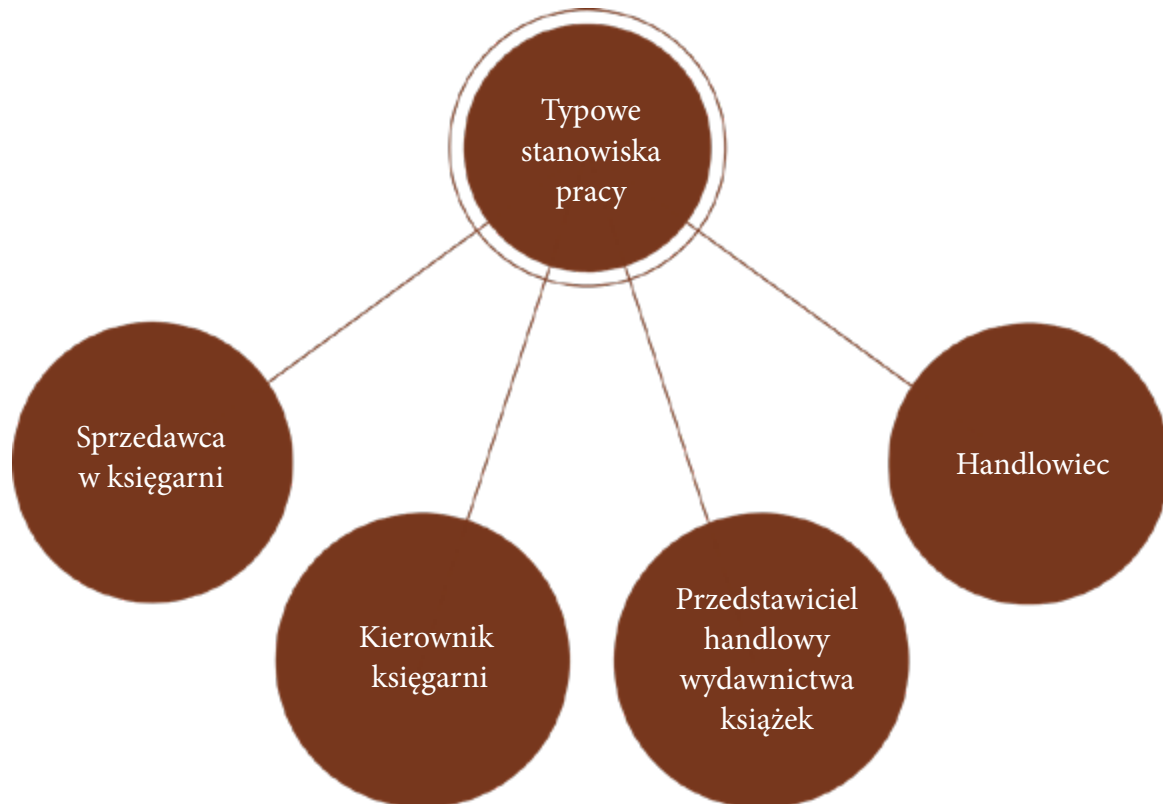 Typowe
stanowiska
pracy
Sprzedawca
w księgarni
Kierownik
księgarni
Przedstawiciel
handlowy
wydawnictwa
książek
Handlowiec